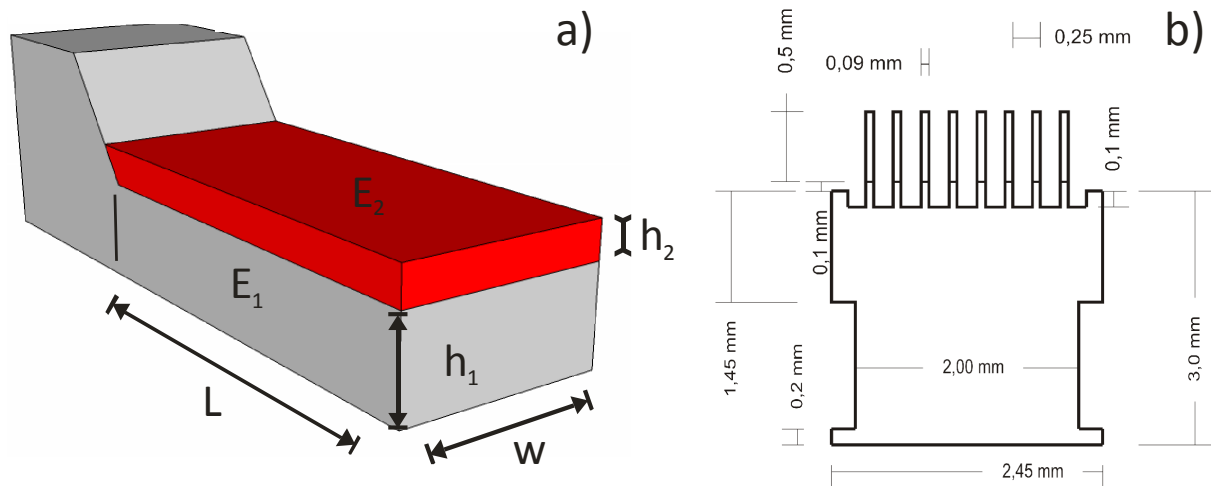 a)
E₂
h₂
E₁
h₁
L
w
b)
0,5 mm
0,09 mm
0,25 mm
0,1 mm
0,1 mm
1,45 mm
0,2 mm
2,00 mm
3,0 mm
2,45 mm